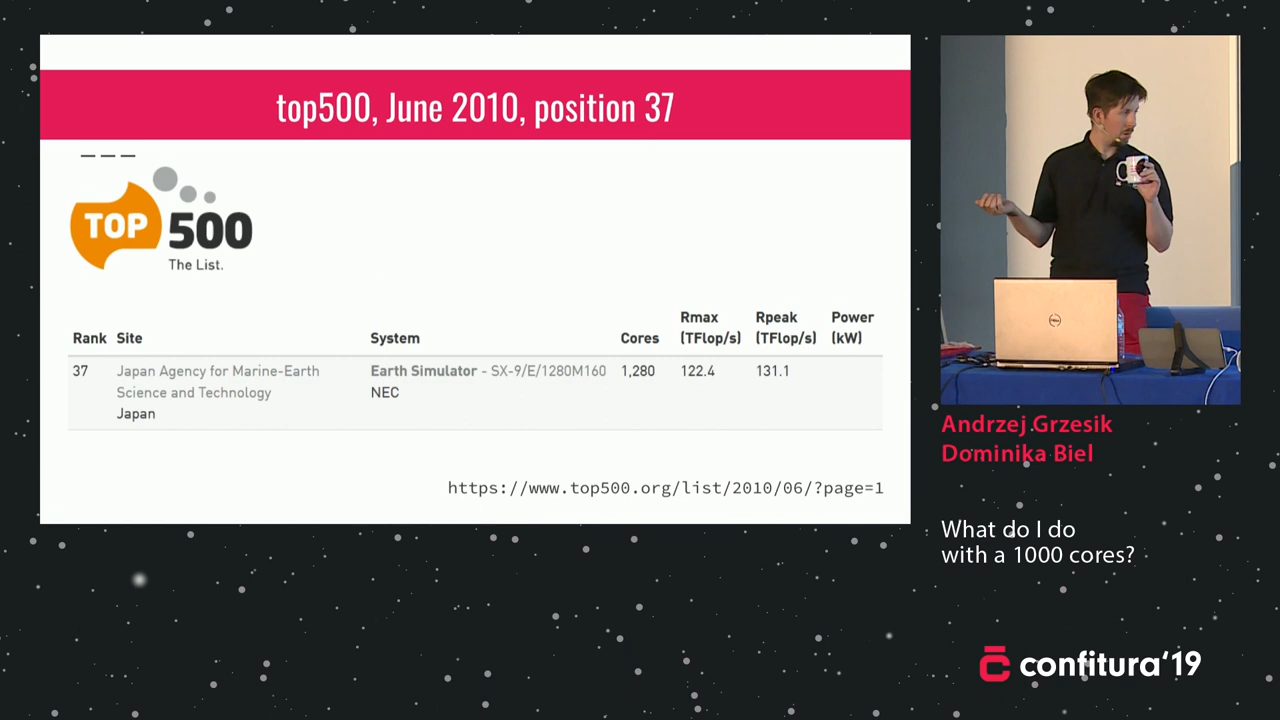 top500, June 2010, position 37
TOP 500
The List.
Rank Site System Cores Rmax (TFlop/s) Rpeak (TFlop/s) Power (kW)
37 Japan Agency for Marine-Earth Science and Technology Japan Earth Simulator - SX-9/E/1280M160 NEC 1,280 122.4 131.1
https://www.top500.org/list/2010/06/?page=1
Andrzej Grzesik
Dominika Biel
What do I do
with a 1000 cores?
confitura'19